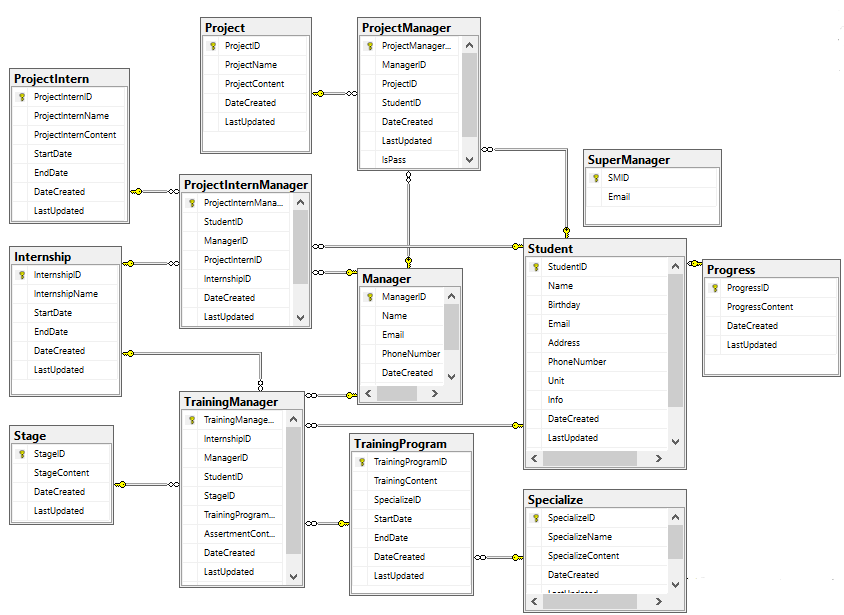 Project
ProjectID
ProjectName
ProjectContent
DateCreated
LastUpdated
ProjectManager
ProjectManager...
ManagerID
ProjectID
StudentID
DateCreated
LastUpdated
IsPass
ProjectIntern
ProjectInternID
ProjectInternName
ProjectInternContent
StartDate
EndDate
DateCreated
LastUpdated
SuperManager
SMID
Email
ProjectInternManager
ProjectInternMana...
StudentID
ManagerID
ProjectInternID
InternshipID
DateCreated
LastUpdated
Internship
InternshipID
InternshipName
StartDate
EndDate
DateCreated
LastUpdated
Manager
ManagerID
Name
Email
PhoneNumber
DateCreated
Student
StudentID
Name
Birthday
Email
Address
PhoneNumber
Unit
Info
DateCreated
LastUpdated
Progress
ProgressID
ProgressContent
DateCreated
LastUpdated
TrainingManager
TrainingManage...
InternshipID
ManagerID
StudentID
StageID
TrainingProgram...
AssertmentCont...
DateCreated
LastUpdated
Stage
StageID
StageContent
DateCreated
LastUpdated
TrainingProgram
TrainingProgramID
TrainingContent
SpecializeID
StartDate
EndDate
DateCreated
LastUpdated
Specialize
SpecializeID
SpecializeName
SpecializeContent
DateCreated
LastUpdated